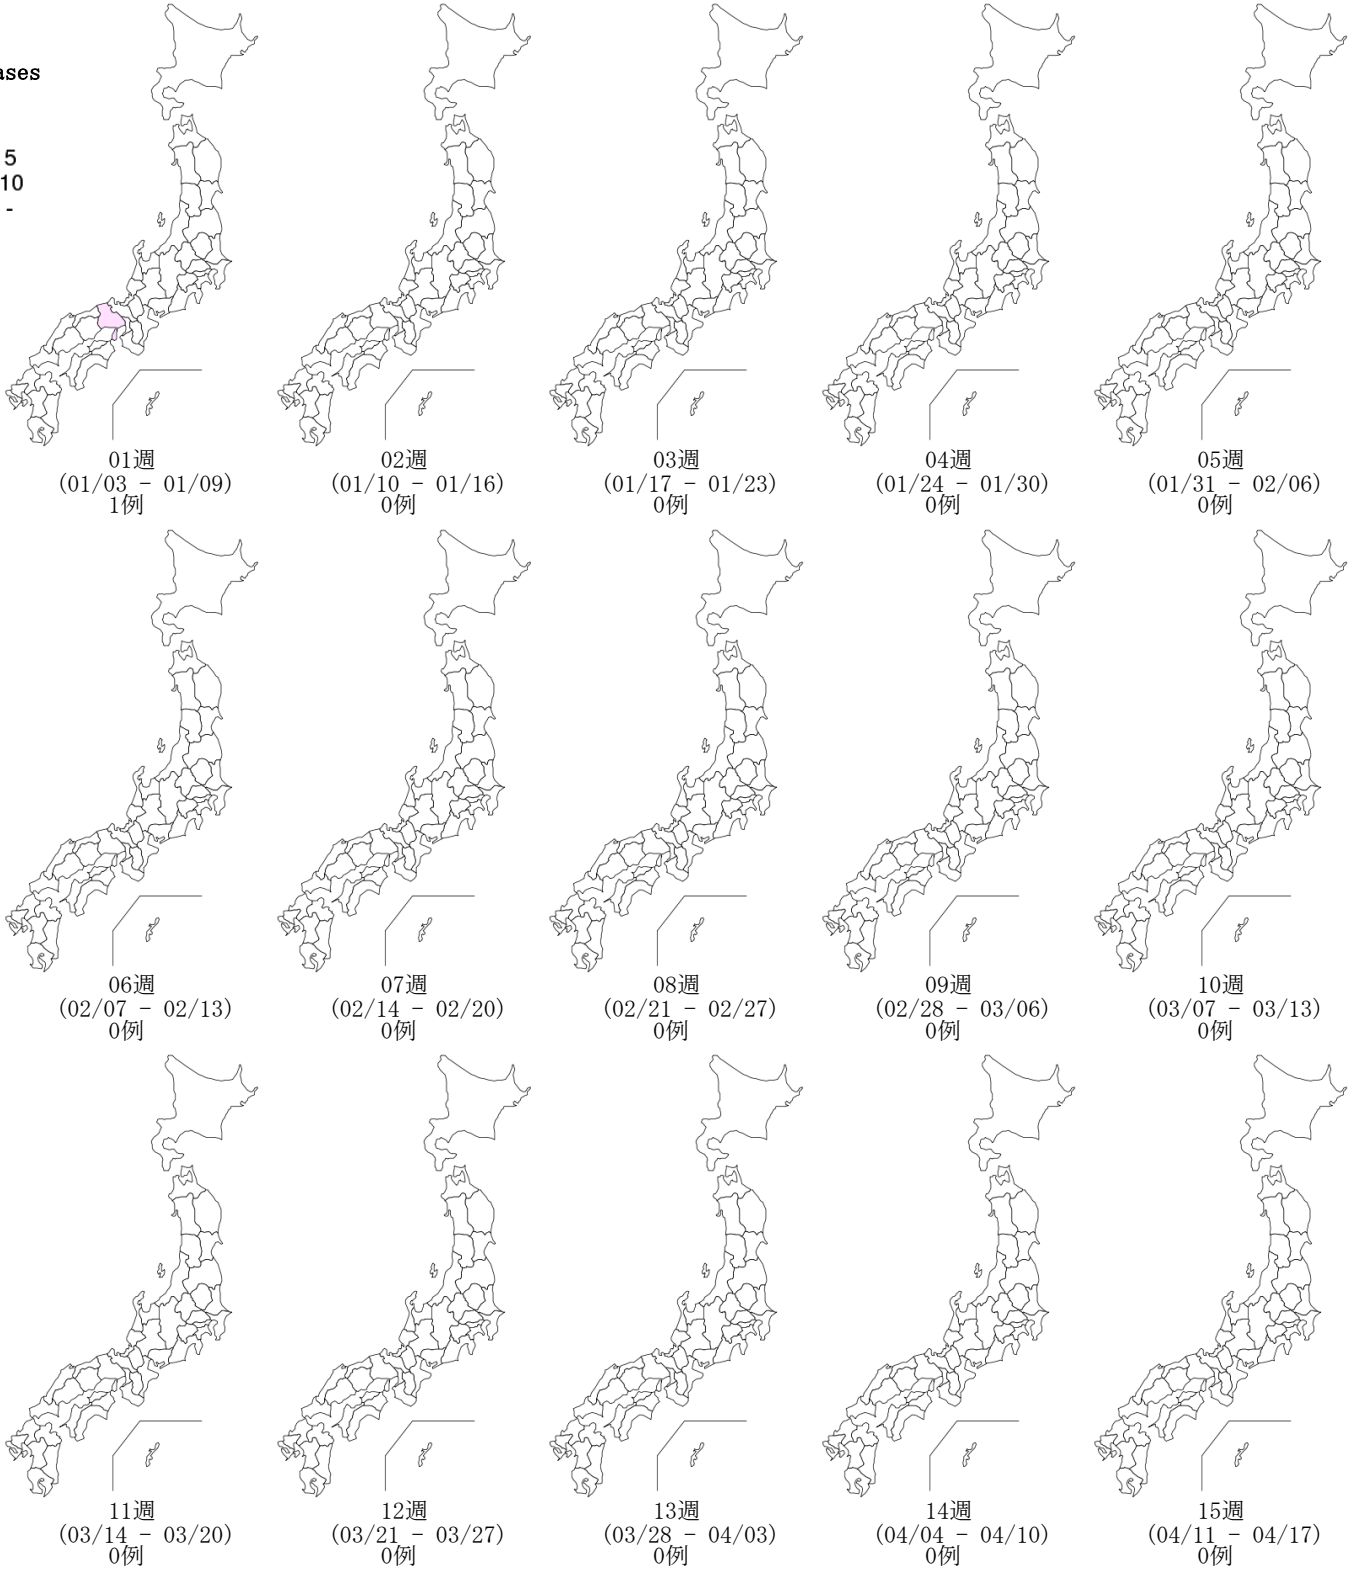 ases
5
10
-
01週
(01/03 - 01/09)
1例
02週
(01/10 - 01/16)
0例
03週
(01/17 - 01/23)
0例
04週
(01/24 - 01/30)
0例
05週
(01/31 - 02/06)
0例
06週
(02/07 - 02/13)
0例
07週
(02/14 - 02/20)
0例
08週
(02/21 - 02/27)
0例
09週
(02/28 - 03/06)
0例
10週
(03/07 - 03/13)
0例
11週
(03/14 - 03/20)
0例
12週
(03/21 - 03/27)
0例
13週
(03/28 - 04/03)
0例
14週
(04/04 - 04/10)
0例
15週
(04/11 - 04/17)
0例